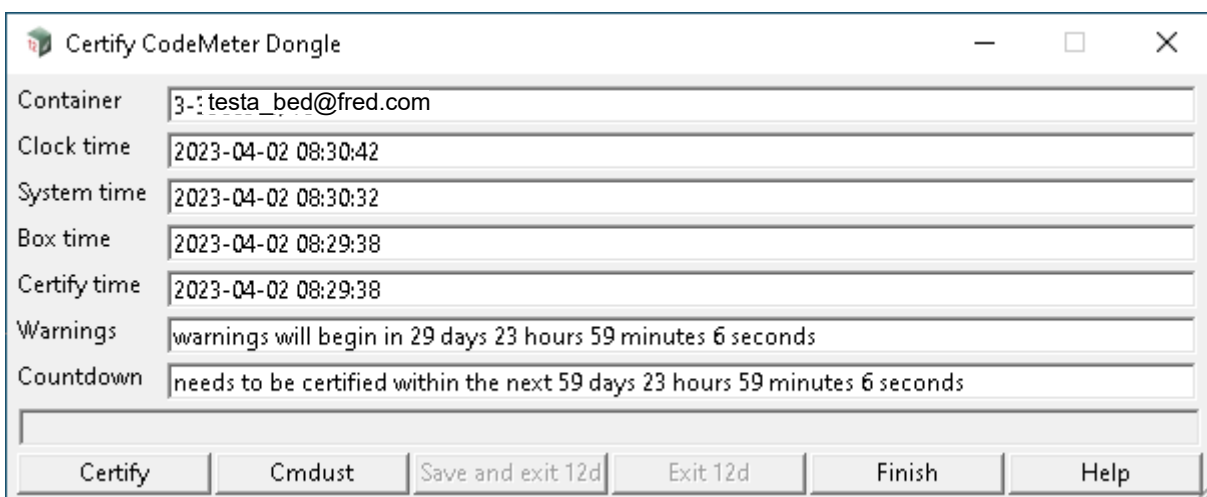 Certify CodeMeter Dongle
Container 3-testa_bed@fred.com
Clock time 2023-04-02 08:30:42
System time 2023-04-02 08:30:32
Box time 2023-04-02 08:29:38
Certify time 2023-04-02 08:29:38
Warnings warnings will begin in 29 days 23 hours 59 minutes 6 seconds
Countdown needs to be certified within the next 59 days 23 hours 59 minutes 6 seconds
Certify Cmdust Save and exit 12d Exit 12d Finish Help